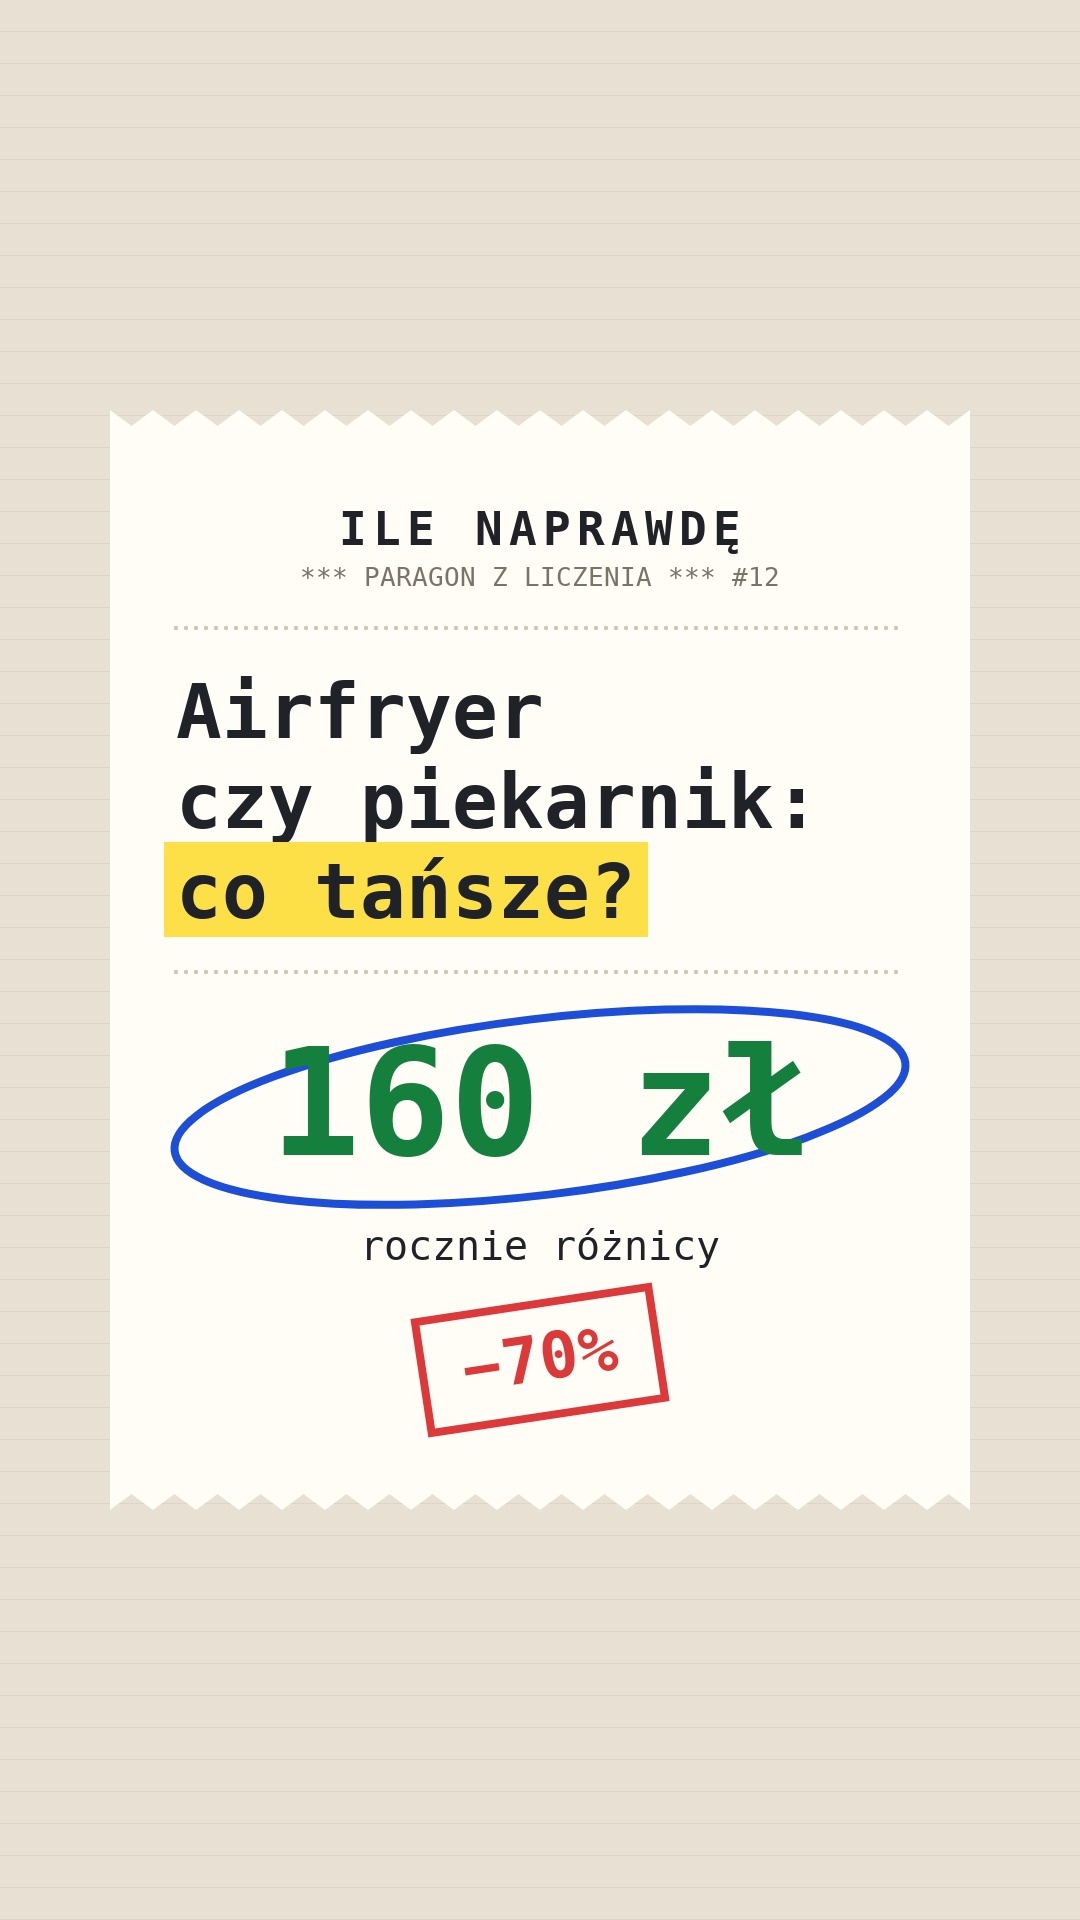 ILE NAPRAWDĘ
*** PARAGON Z LICZENIA *** #12
Airfryer
czy piekarnik:
co tańsze?
160 zł
rocznie różnicy
−70%